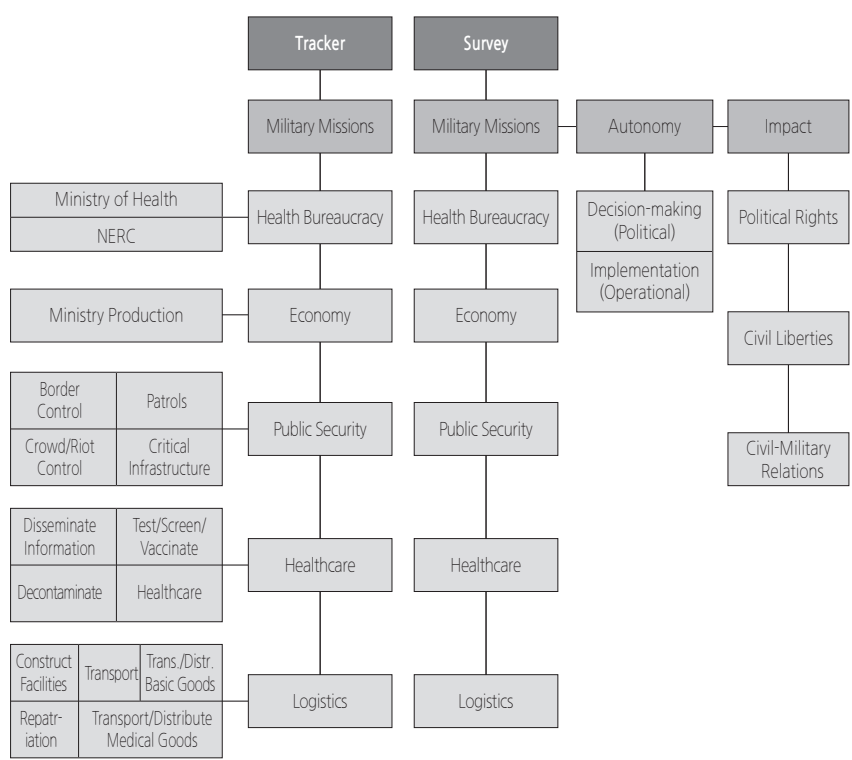 Tracker
Survey
Military Missions
Military Missions
Autonomy
Impact
Ministry of Health
NERC
Health Bureaucracy
Health Bureaucracy
Decision-making
(Political)
Implementation
(Operational)
Political Rights
Ministry Production
Economy
Economy
Civil Liberties
Border
Control
Patrols
Crowd/Riot
Control
Critical
Infrastructure
Public Security
Public Security
Civil-Military
Relations
Disseminate
Information
Test/Screen/
Vaccinate
Decontaminate
Healthcare
Healthcare
Healthcare
Construct
Facilities
Transport
Trans./Distr.
Basic Goods
Repatr-
iation
Transport/Distribute
Medical Goods
Logistics
Logistics